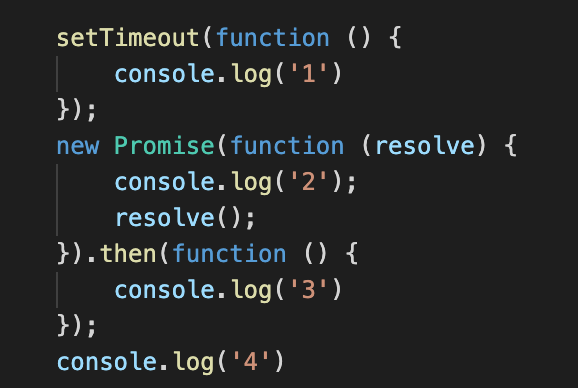 setTimeout(function () {
    console.log('1')
});
new Promise(function (resolve) {
    console.log('2');
    resolve();
}).then(function () {
    console.log('3')
});
console.log('4')